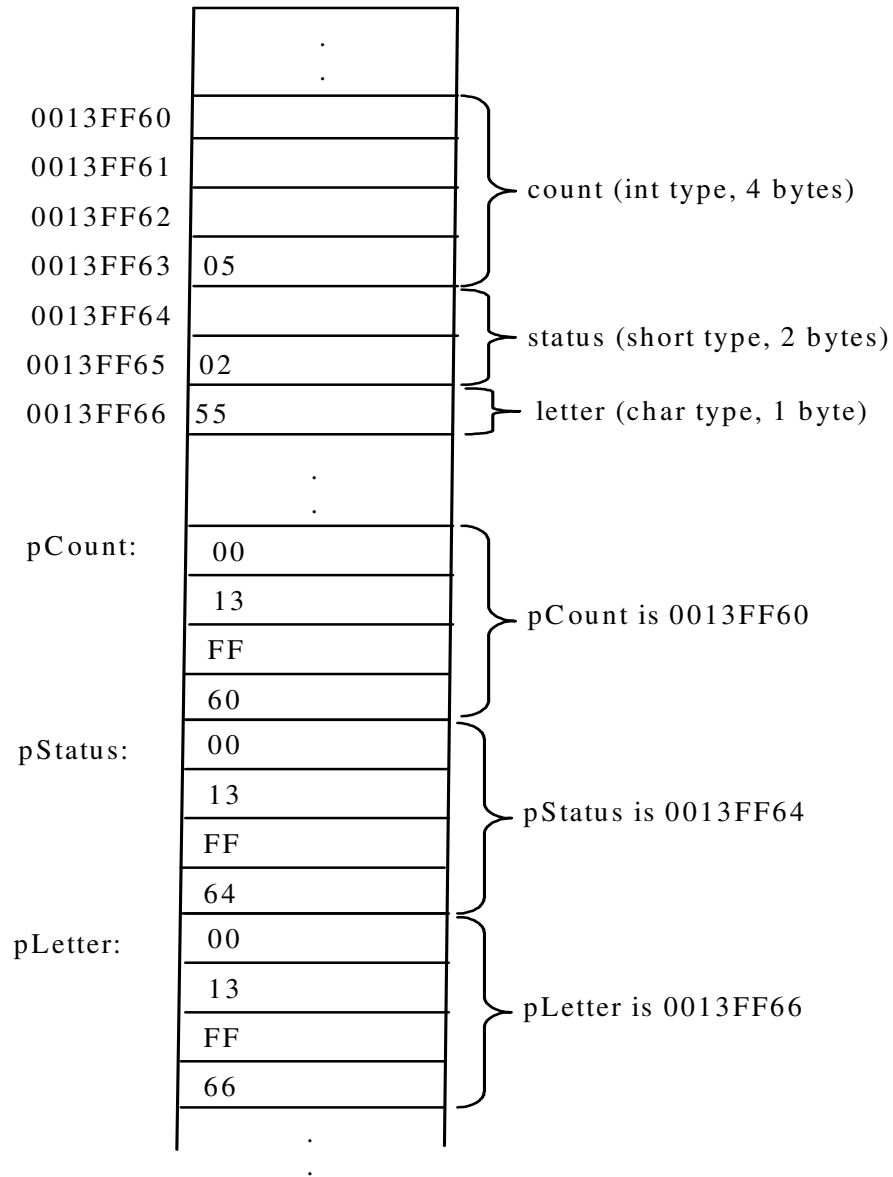 0013FF60
0013FF61
0013FF62
count (int type, 4 bytes)
0013FF63 05
0013FF64
status (short type, 2 bytes)
0013FF65 02
0013FF66 55 letter (char type, 1 byte)
pCount: 00
13
pCount is 0013FF60
FF
60
pStatus: 00
13
pStatus is 0013FF64
FF
64
pLetter: 00
13
pLetter is 0013FF66
FF
66